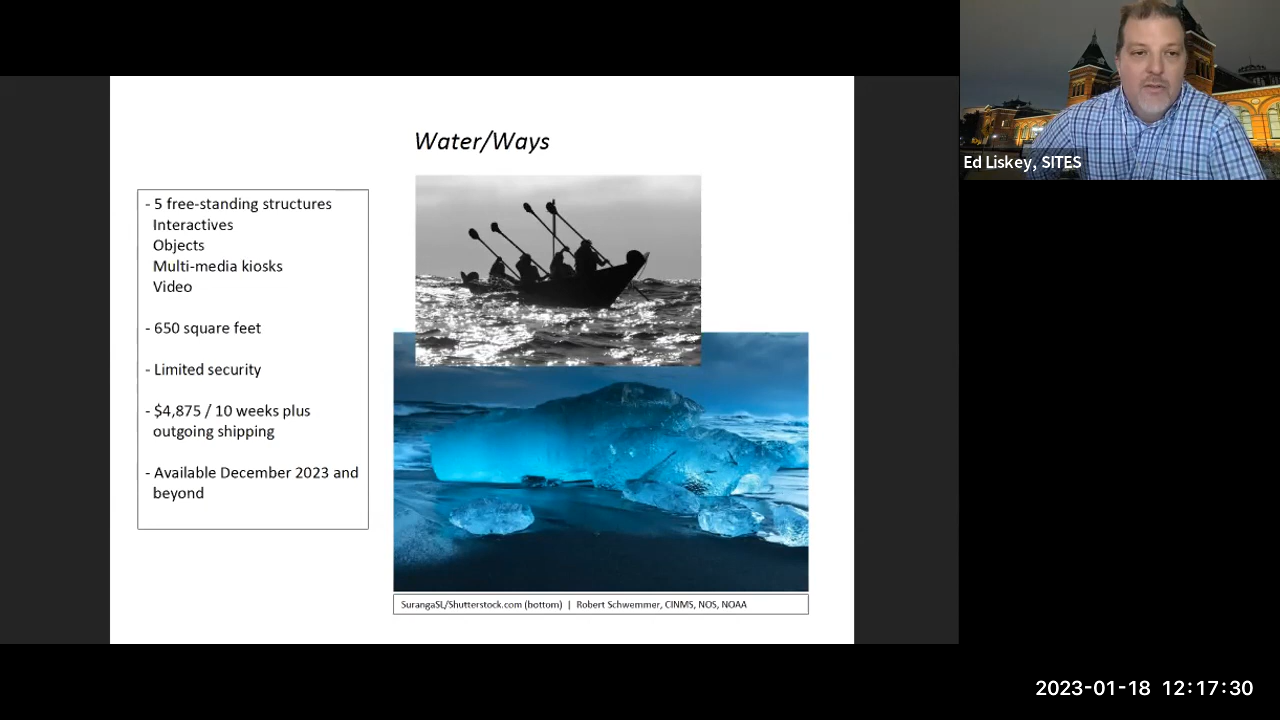 Water/Ways
- 5 free-standing structures
Interactives
Objects
Multi-media kiosks
Video
- 650 square feet
- Limited security
- $4,875 / 10 weeks plus
outgoing shipping
- Available December 2023 and
beyond
SurangaSL/Shutterstock.com (bottom) | Robert Schwemmer, CINMS, NOS, NOAA
Ed Liskey, SITES
2023-01-18 12:17:30